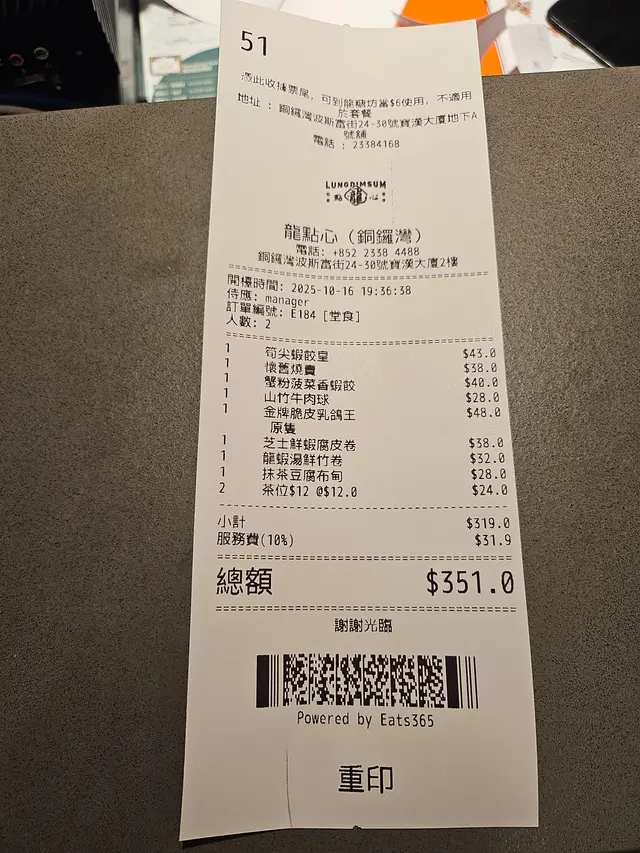 51
憑此收據票尾，可到龍糖坊當$6使用，不適用
於套餐
地址 : 銅鑼灣波斯富街24-30號寶漢大廈地下A
號舖
電話 : 23384168
LUNGDIMSUM
點 龍 心
龍點心 (銅鑼灣)
電話: +852 2338 4488
銅鑼灣波斯富街24-30號寶漢大廈2樓
開檯時間: 2025-10-16 19:36:38
侍應: manager
訂單編號: E184 [堂食]
人數: 2
1 筍尖蝦餃皇 $43.0
1 懷舊燒賣 $38.0
1 蟹粉菠菜香蝦餃 $40.0
1 山竹牛肉球 $28.0
1 金牌脆皮乳鴿王 $48.0
原隻
1 芝士鮮蝦腐皮卷 $38.0
1 龍蝦湯鮮竹卷 $32.0
1 抹茶豆腐布甸 $28.0
2 茶位$12 @$12.0 $24.0
小計 $319.0
服務費(10%) $31.9
總額 $351.0
謝謝光臨
Powered by Eats365
重印